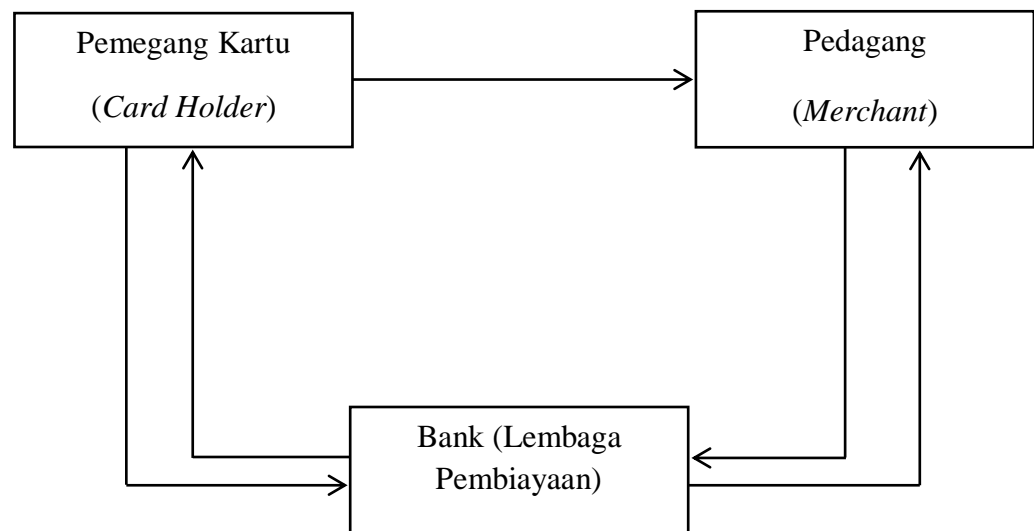 Pemegang Kartu
(Card Holder)
Pedagang
(Merchant)
Bank (Lembaga
Pembiayaan)